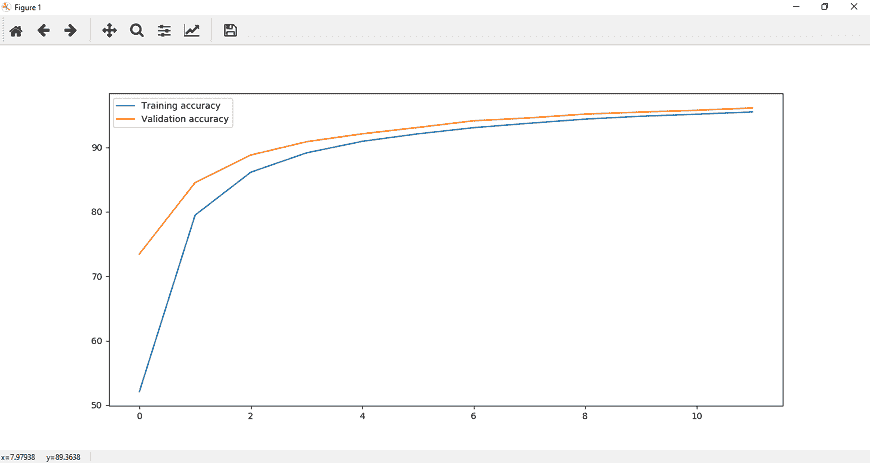 Figure 1
Training accuracy
Validation accuracy
90
80
70
60
50
0 2 4 6 8 10
x=7.97938 y=89.3638